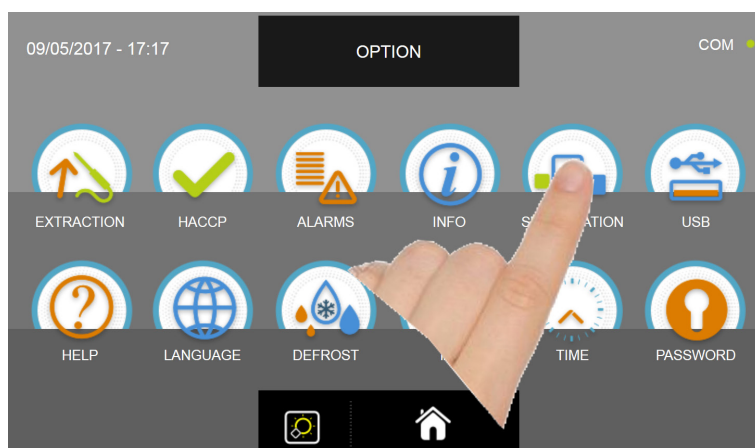 09/05/2017 - 17:17
OPTION
COM
EXTRACTION
HACCP
ALARMS
INFO
USB
HELP
LANGUAGE
DEFROST
TIME
PASSWORD